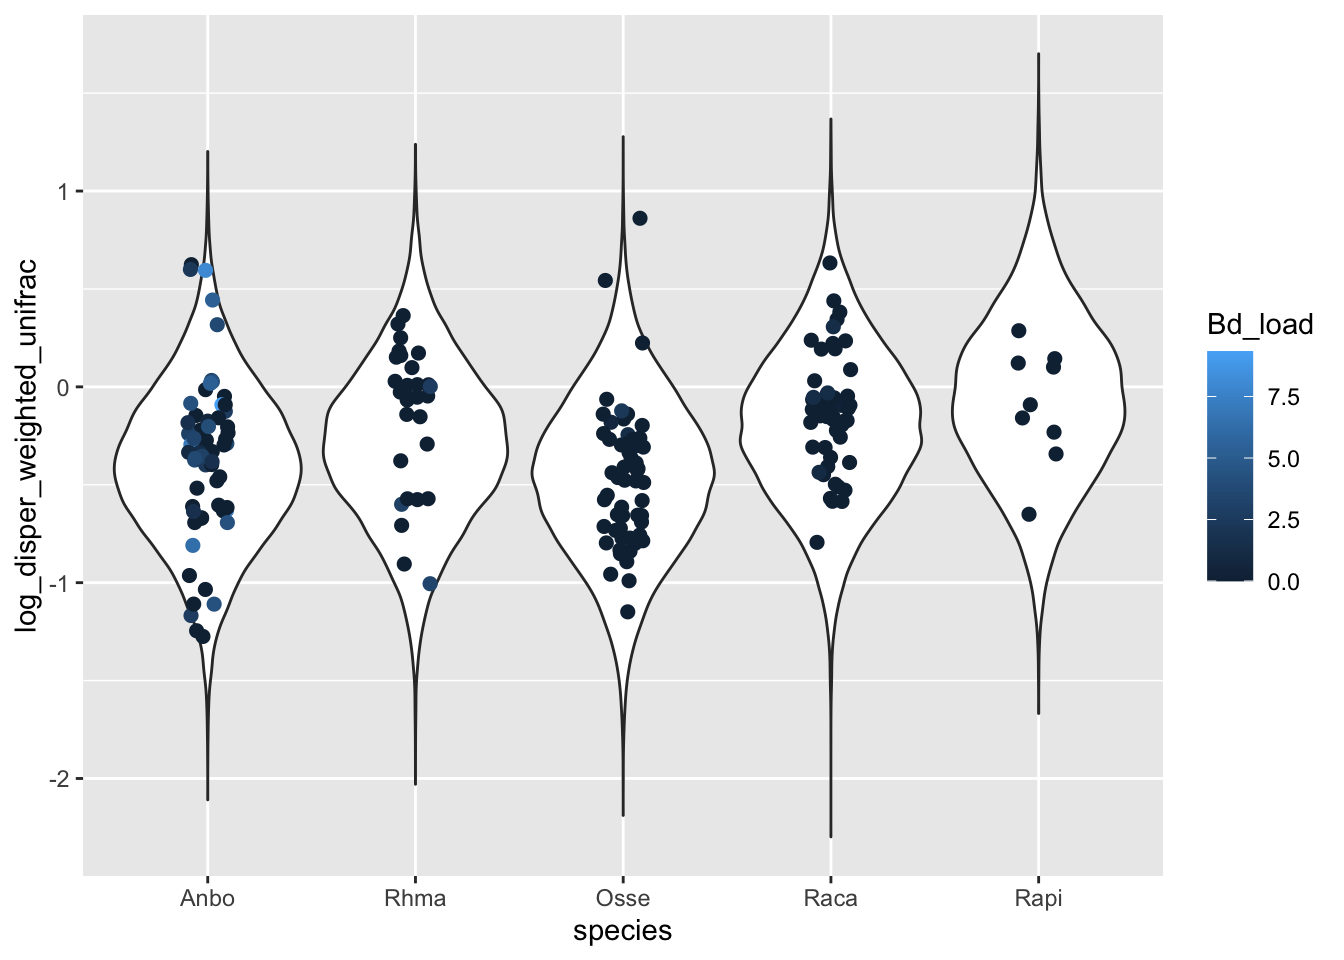 log_disper_weighted_unifrac
1
0
-1
-2
Anbo Rhma Osse Raca Rapi
species
Bd_load
7.5
5.0
2.5
0.0